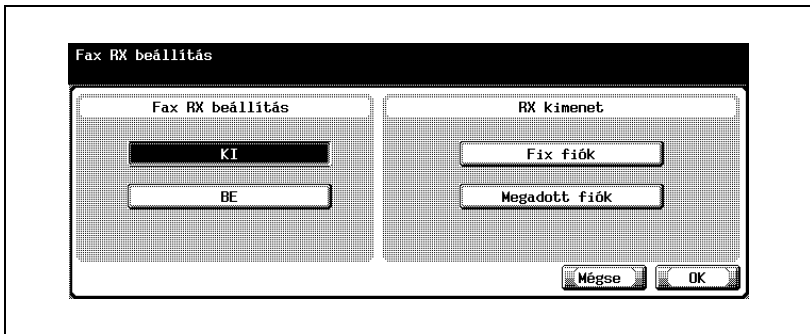 Fax RX beállítás
Fax RX beállítás
RX kimenet
KI
Fix fiók
BE
Megadott fiók
Mégse
OK